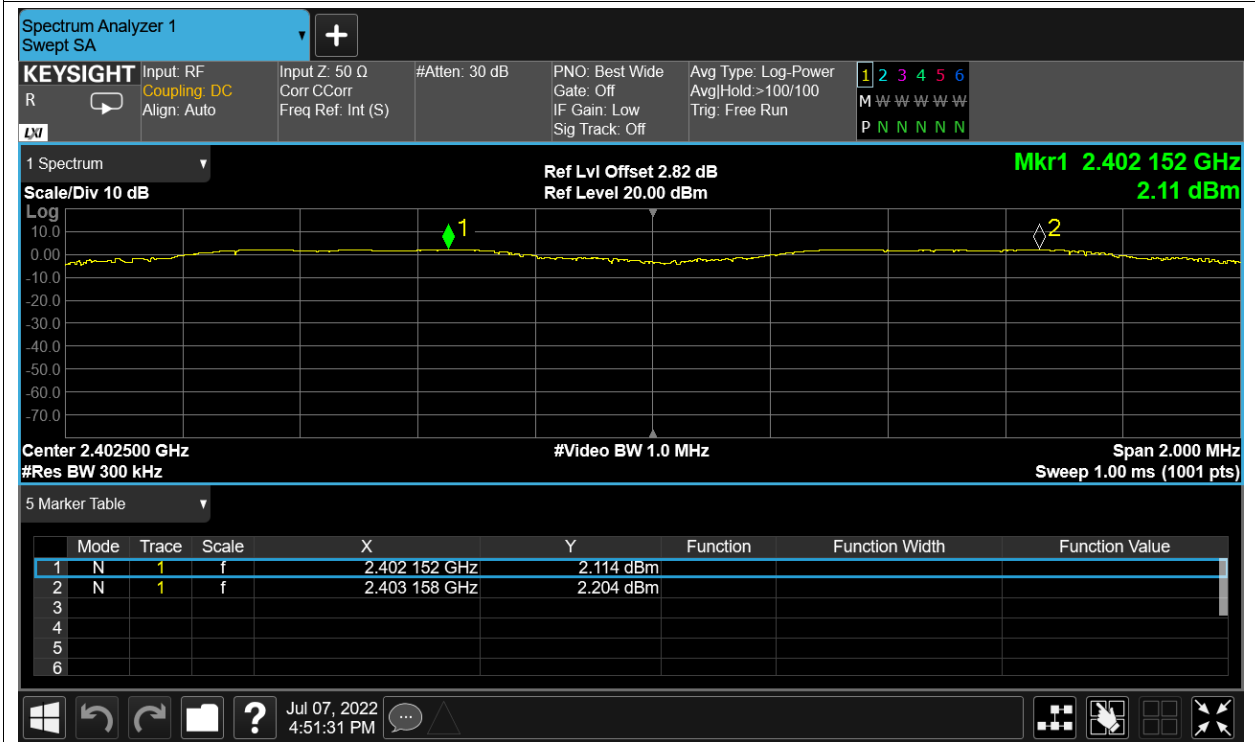 Spectrum Analyzer 1
Swept SA
KEYSIGHT
R
LXI
Input: RF
Coupling: DC
Align: Auto
Input Z: 50 Ω
Corr CCorr
Freq Ref: Int (S)
#Atten: 30 dB
PNO: Best Wide
Gate: Off
IF Gain: Low
Sig Track: Off
Avg Type: Log-Power
Avg|Hold:>100/100
Trig: Free Run
1 2 3 4 5 6
M W W W W W
P N N N N N
1 Spectrum
Scale/Div 10 dB
Ref Lvl Offset 2.82 dB
Ref Level 20.00 dBm
Mkr1 2.402 152 GHz
2.11 dBm
Log
10.0
0.00
-10.0
-20.0
-30.0
-40.0
-50.0
-60.0
-70.0
1
2
Center 2.402500 GHz
#Res BW 300 kHz
#Video BW 1.0 MHz
Span 2.000 MHz
Sweep 1.00 ms (1001 pts)
5 Marker Table
Mode Trace Scale X Y Function Function Width Function Value
1 N 1 f 2.402 152 GHz 2.114 dBm
2 N 1 f 2.403 158 GHz 2.204 dBm
3
4
5
6
?
Jul 07, 2022
4:51:31 PM